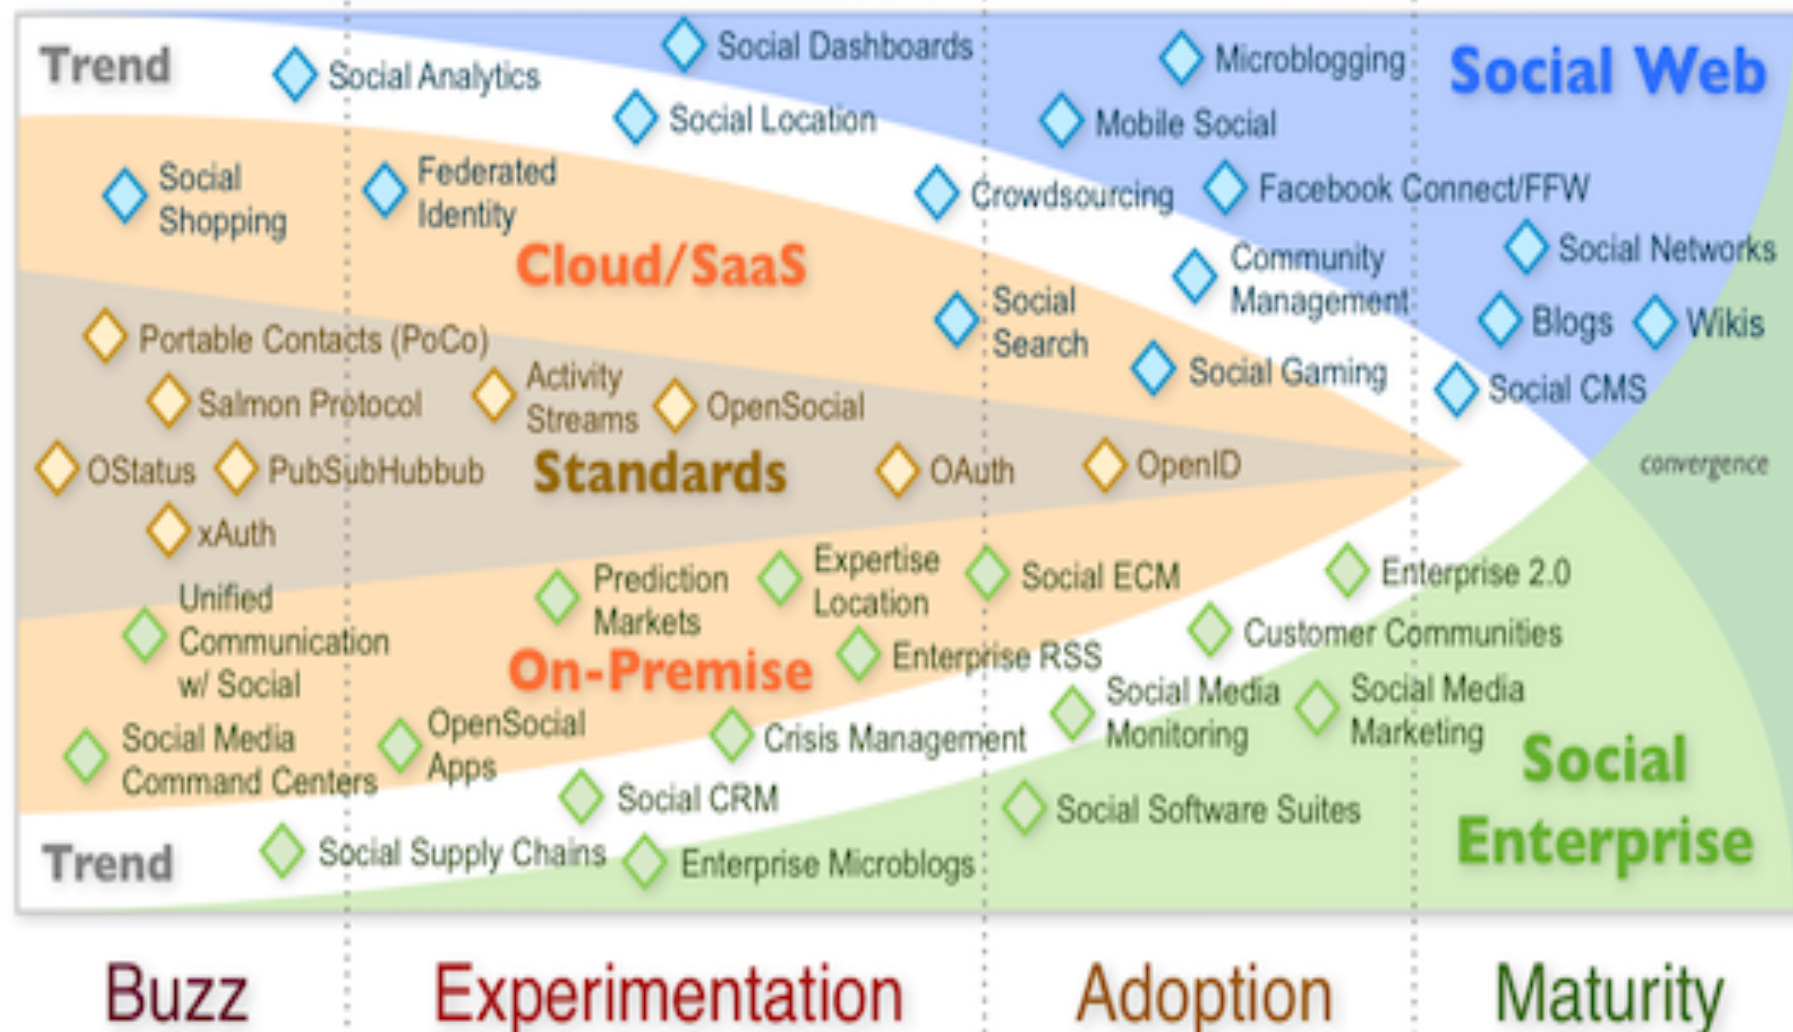 Trend
Social Analytics
Social Dashboards
Microblogging
Social Web
Social Location
Mobile Social
Social
Shopping
Federated
Identity
Crowdsourcing
Facebook Connect/FFW
Cloud/SaaS
Community
Management
Social Networks
Social
Search
Blogs
Wikis
Portable Contacts (PoCo)
Social Gaming
Social CMS
Salmon Protocol
Activity
Streams
OpenSocial
OStatus
PubSubHubbub
Standards
OAuth
OpenID
convergence
xAuth
Unified
Communication
w/ Social
Prediction
Markets
Expertise
Location
Social ECM
Enterprise 2.0
On-Premise
Enterprise RSS
Customer Communities
Social Media
Command Centers
OpenSocial
Apps
Crisis Management
Social Media
Monitoring
Social Media
Marketing
Social
Enterprise
Social CRM
Social Software Suites
Trend
Social Supply Chains
Enterprise Microblogs
Buzz
Experimentation
Adoption
Maturity